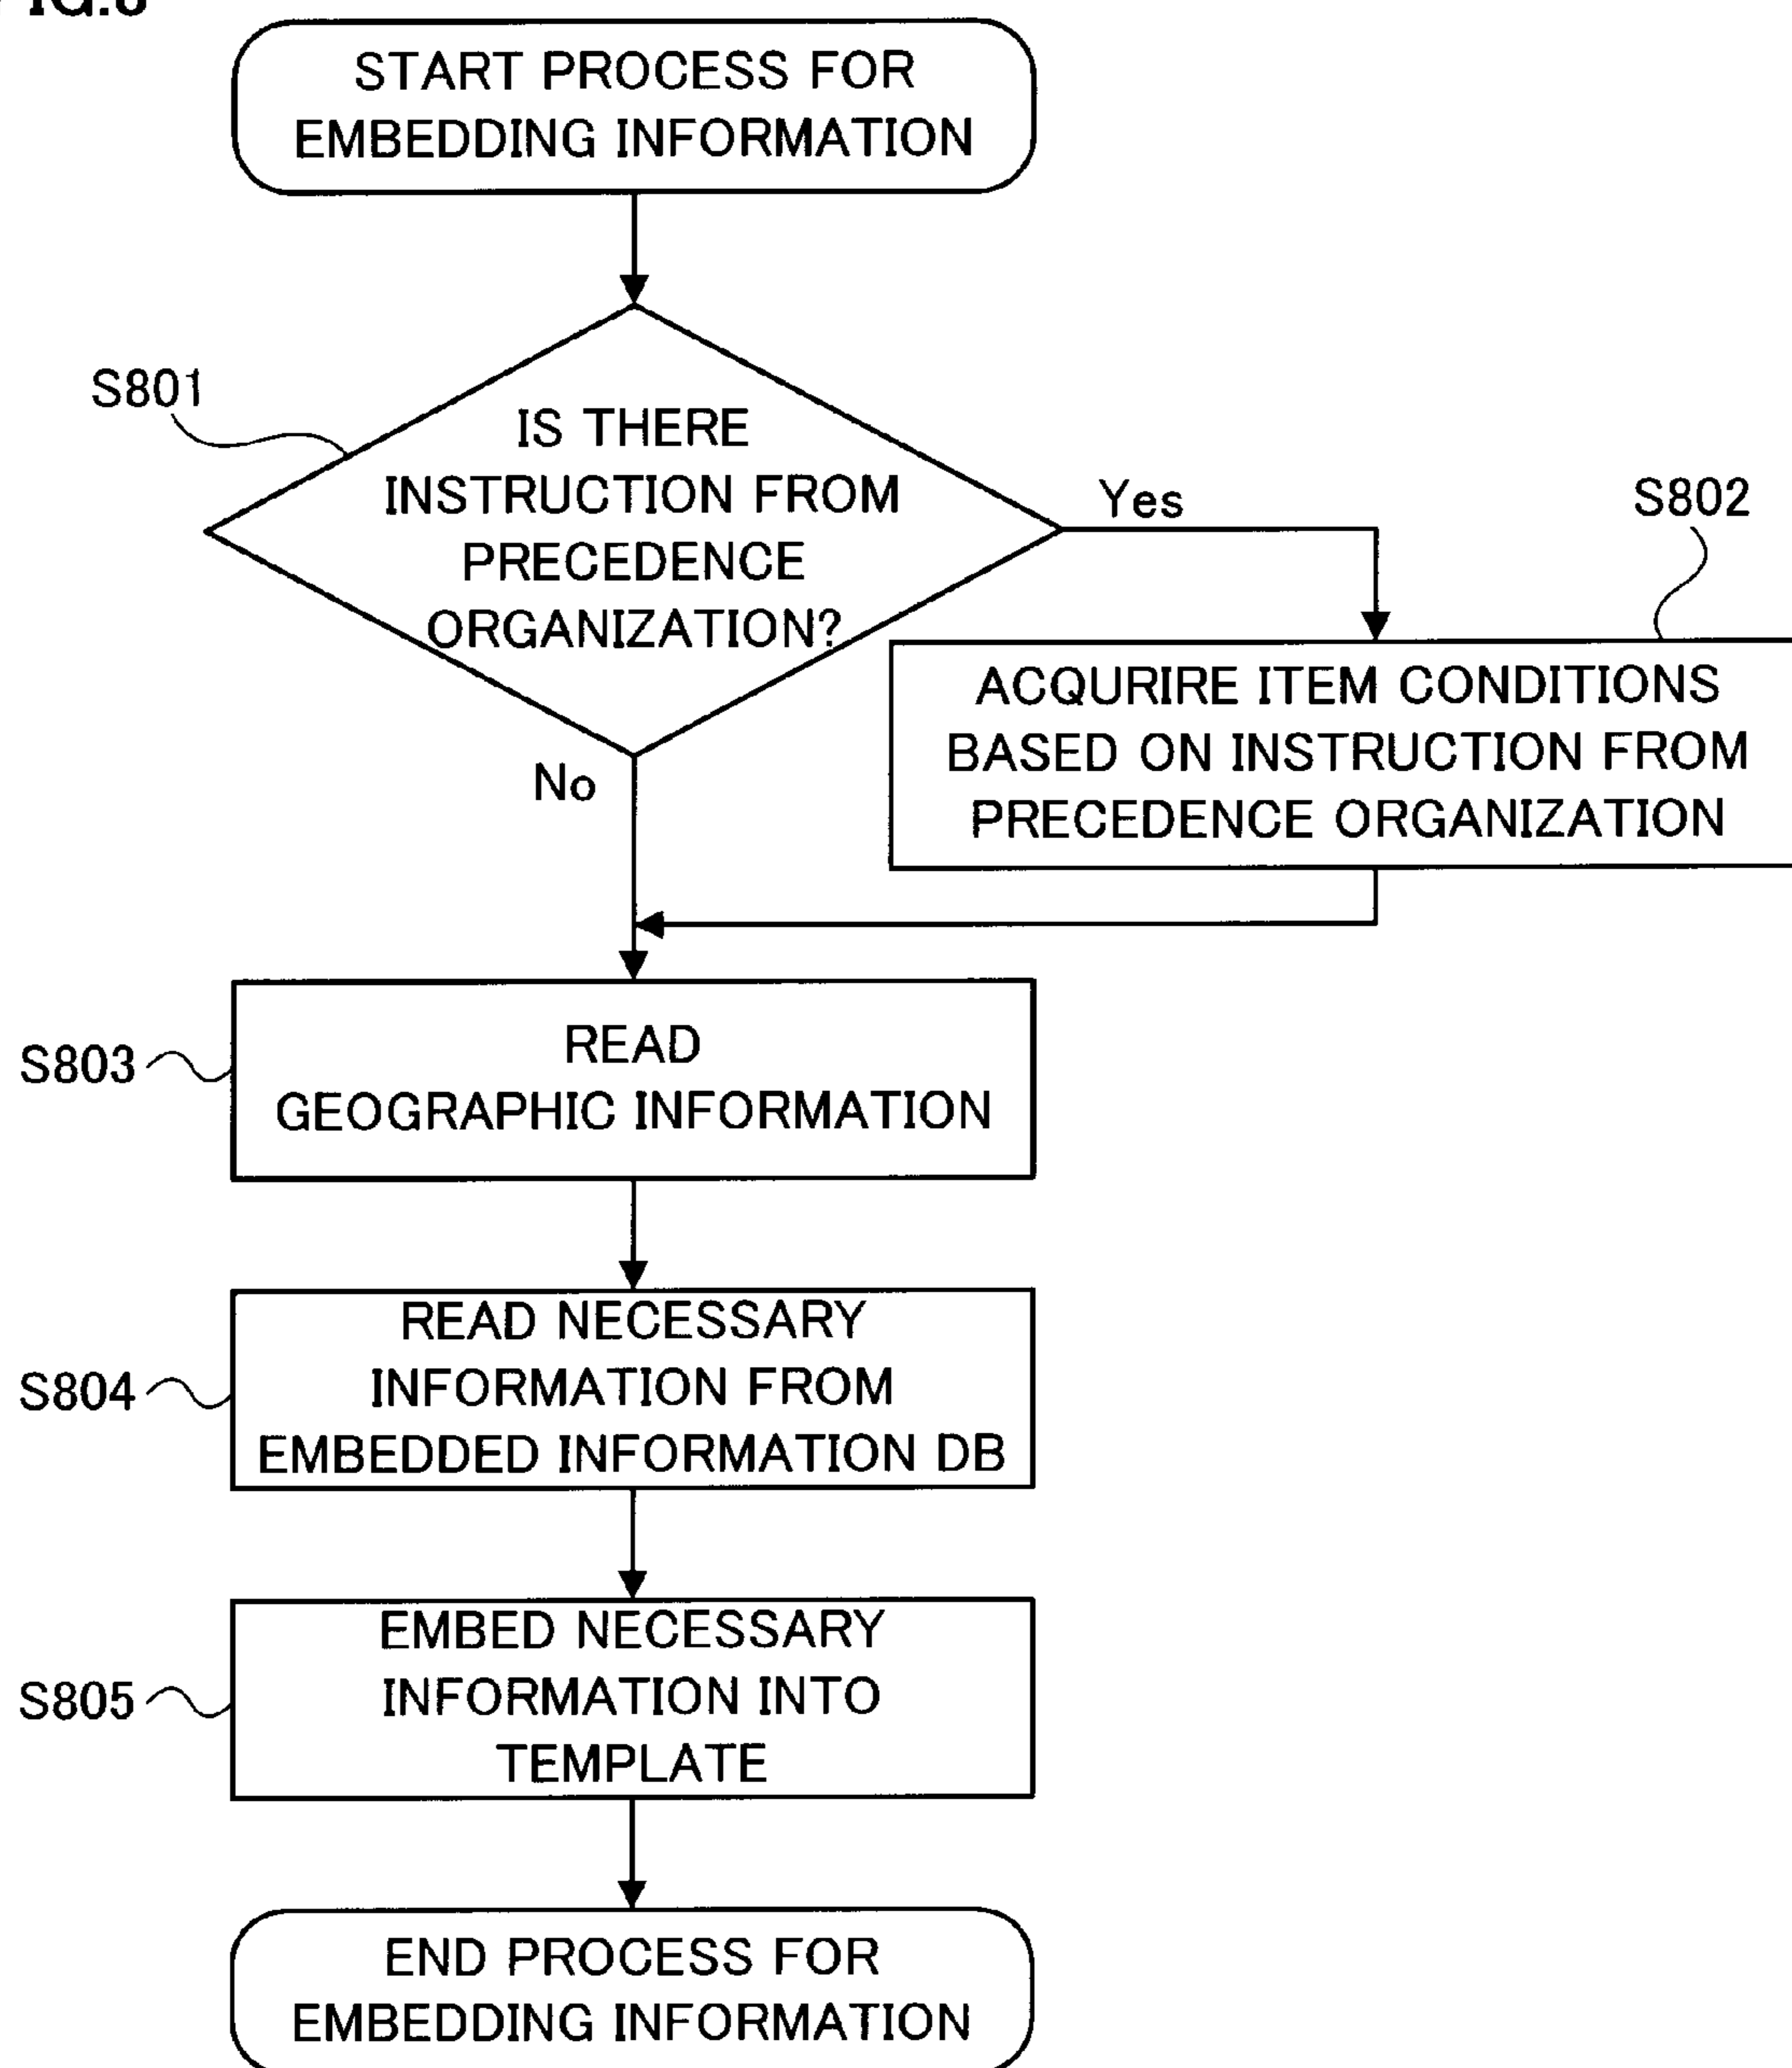 START PROCESS FOR
EMBEDDING INFORMATION
S801
IS THERE
INSTRUCTION FROM
PRECEDENCE
ORGANIZATION?
Yes
S802
ACQURIRE ITEM CONDITIONS
BASED ON INSTRUCTION FROM
PRECEDENCE ORGANIZATION
No
S803
READ
GEOGRAPHIC INFORMATION
S804
READ NECESSARY
INFORMATION FROM
EMBEDDED INFORMATION DB
S805
EMBED NECESSARY
INFORMATION INTO
TEMPLATE
END PROCESS FOR
EMBEDDING INFORMATION